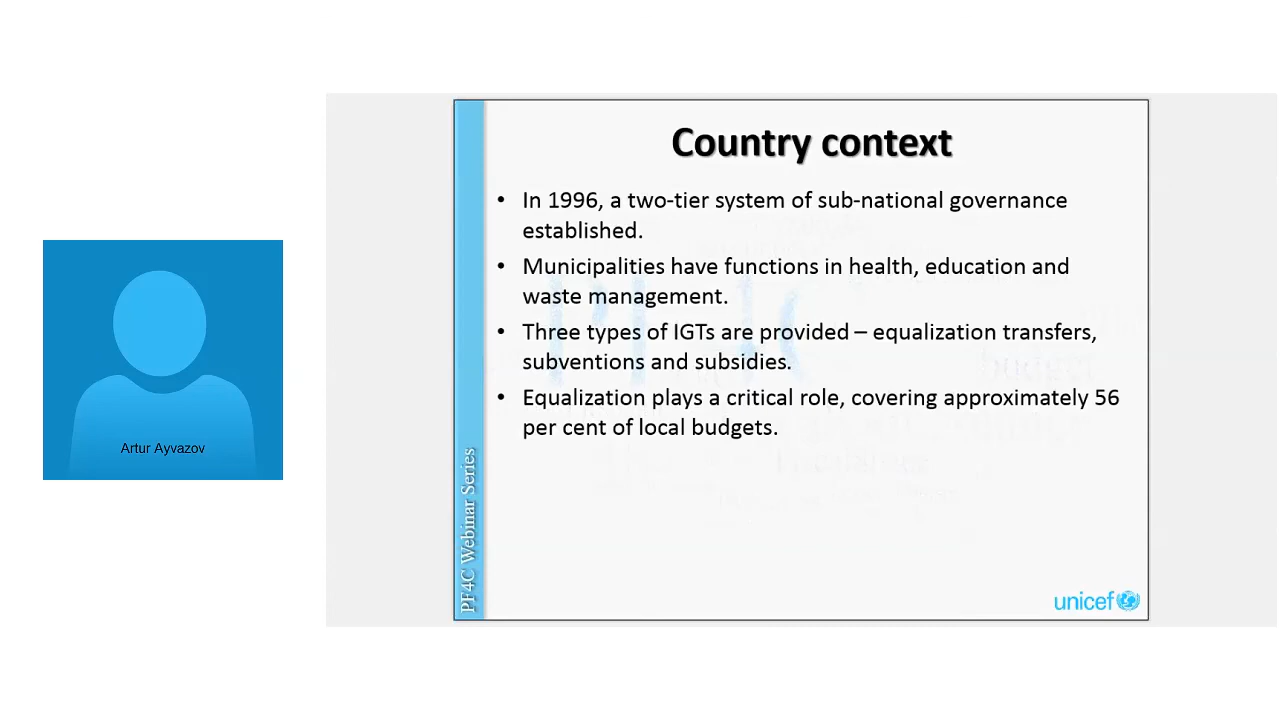 Country context
• In 1996, a two-tier system of sub-national governance
established.
• Municipalities have functions in health, education and
waste management.
• Three types of IGTs are provided – equalization transfers,
subventions and subsidies.
• Equalization plays a critical role, covering approximately 56
per cent of local budgets.
Artur Ayvazov
PF4C Webinar Series
budget
unicef